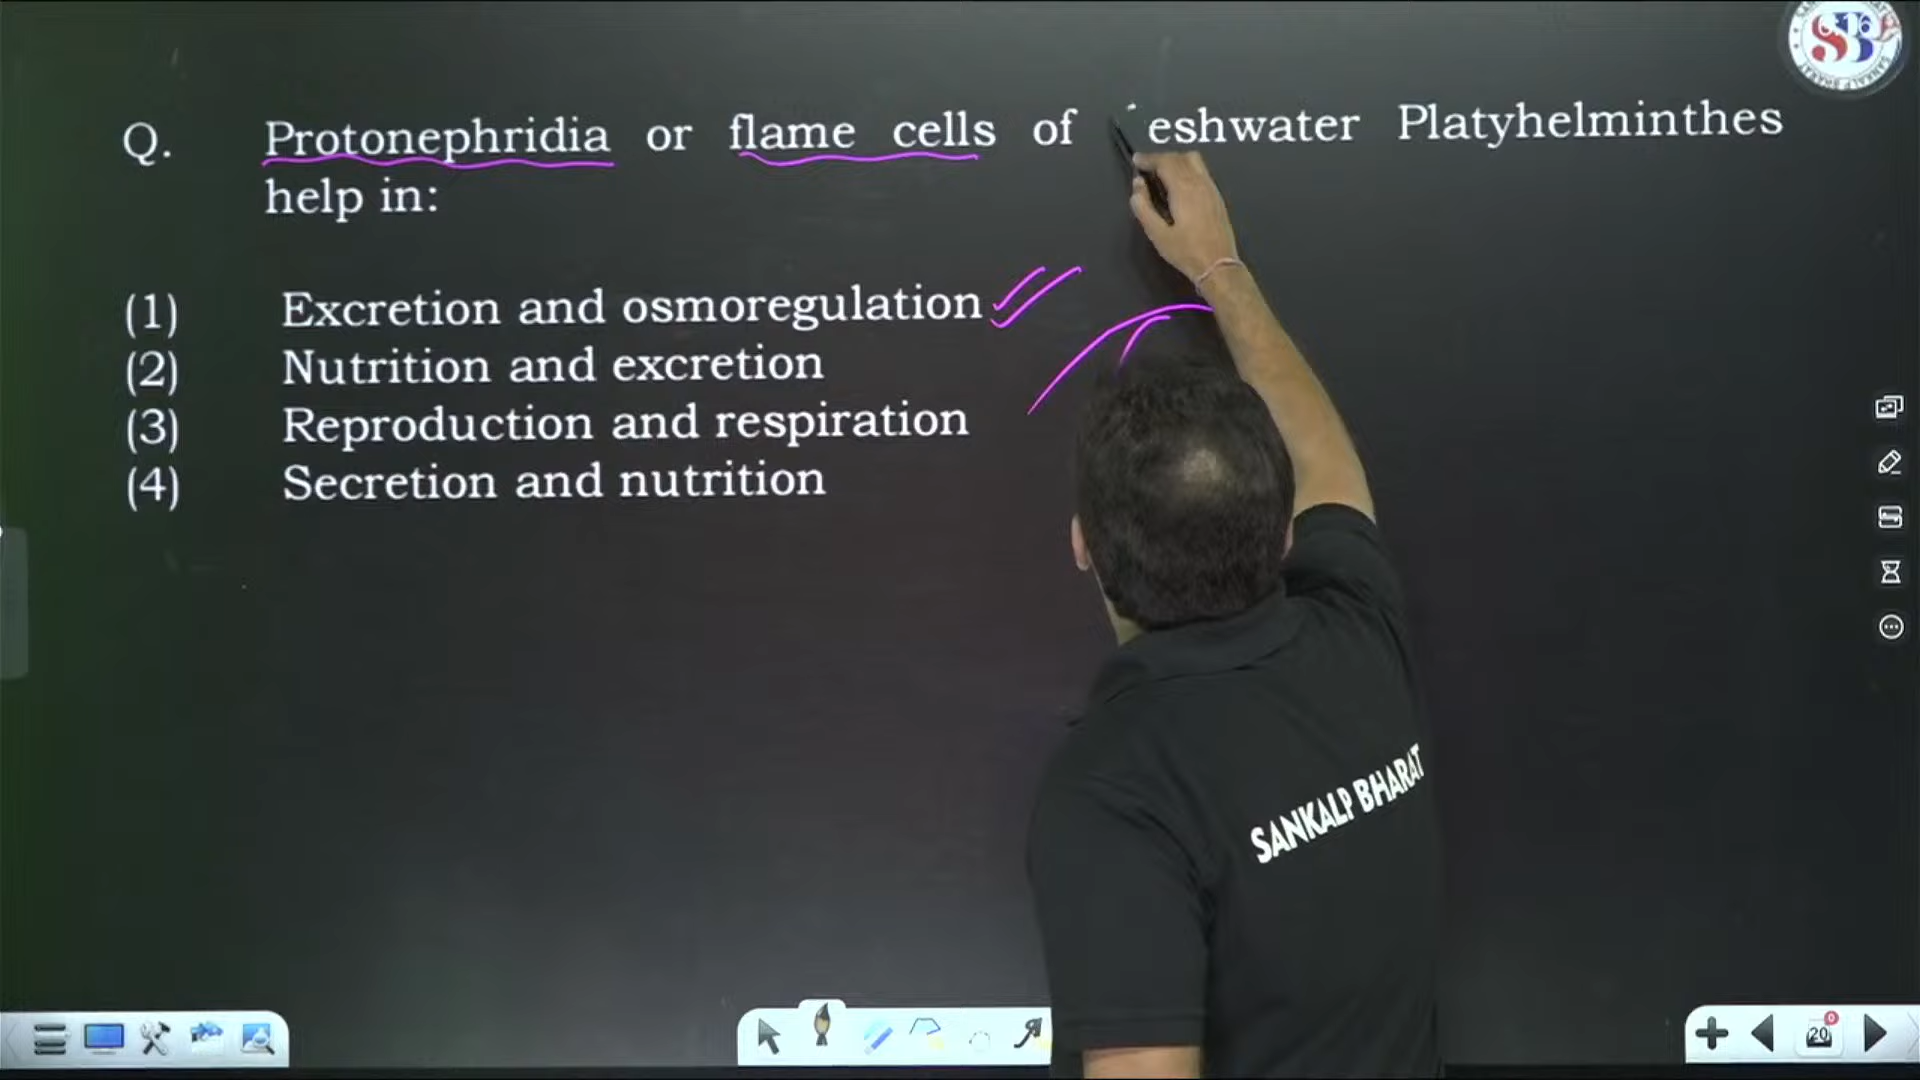 Q. Protonephridia or flame cells of eshwater Platyhelminthes
help in:
(1) Excretion and osmoregulation
(2) Nutrition and excretion
(3) Reproduction and respiration
(4) Secretion and nutrition
SANKALP BHARAT
20